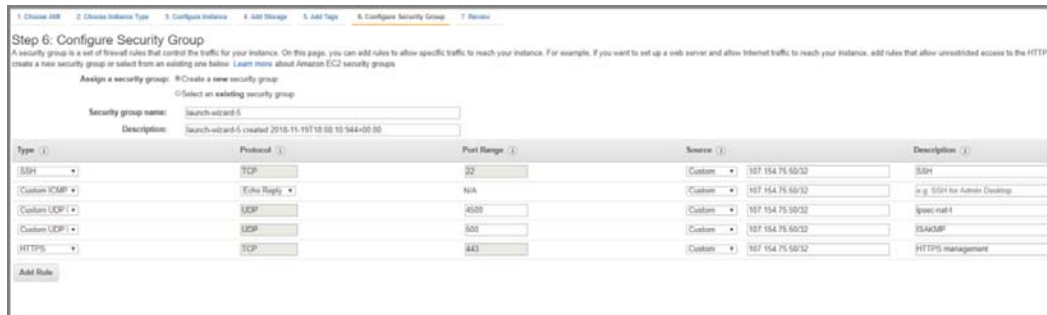 1. Choose AMI 2. Choose Instance Type 3. Configure Instance 4. Add Storage 5. Add Tags 6. Configure Security Group 7. Review
Step 6: Configure Security Group
A security group is a set of firewall rules that control the traffic for your instance. On this page, you can add rules to allow specific traffic to reach your instance. For example, if you want to set up a web server and allow Internet traffic to reach your instance, add rules that allow unrestricted access to the HTTP
create a new security group or select from an existing one below. Learn more about Amazon EC2 security groups.
Assign a security group: Create a new security group
Select an existing security group
Security group name: launch-wizard-5
Description: launch-wizard-5 created 2018-11-19T18:08:10.944+00:00
Type Protocol Port Range Source Description
SSH TCP 22 Custom 107.154.75.50/32 SSH
Custom ICMP Echo Reply N/A Custom 107.154.75.50/32 e.g. SSH for Admin Desktop
Custom UDP UDP 4500 Custom 107.154.75.50/32 ipsec-nat-t
Custom UDP UDP 500 Custom 107.154.75.50/32 ISAKMP
HTTPS TCP 443 Custom 107.154.75.50/32 HTTPS management
Add Rule